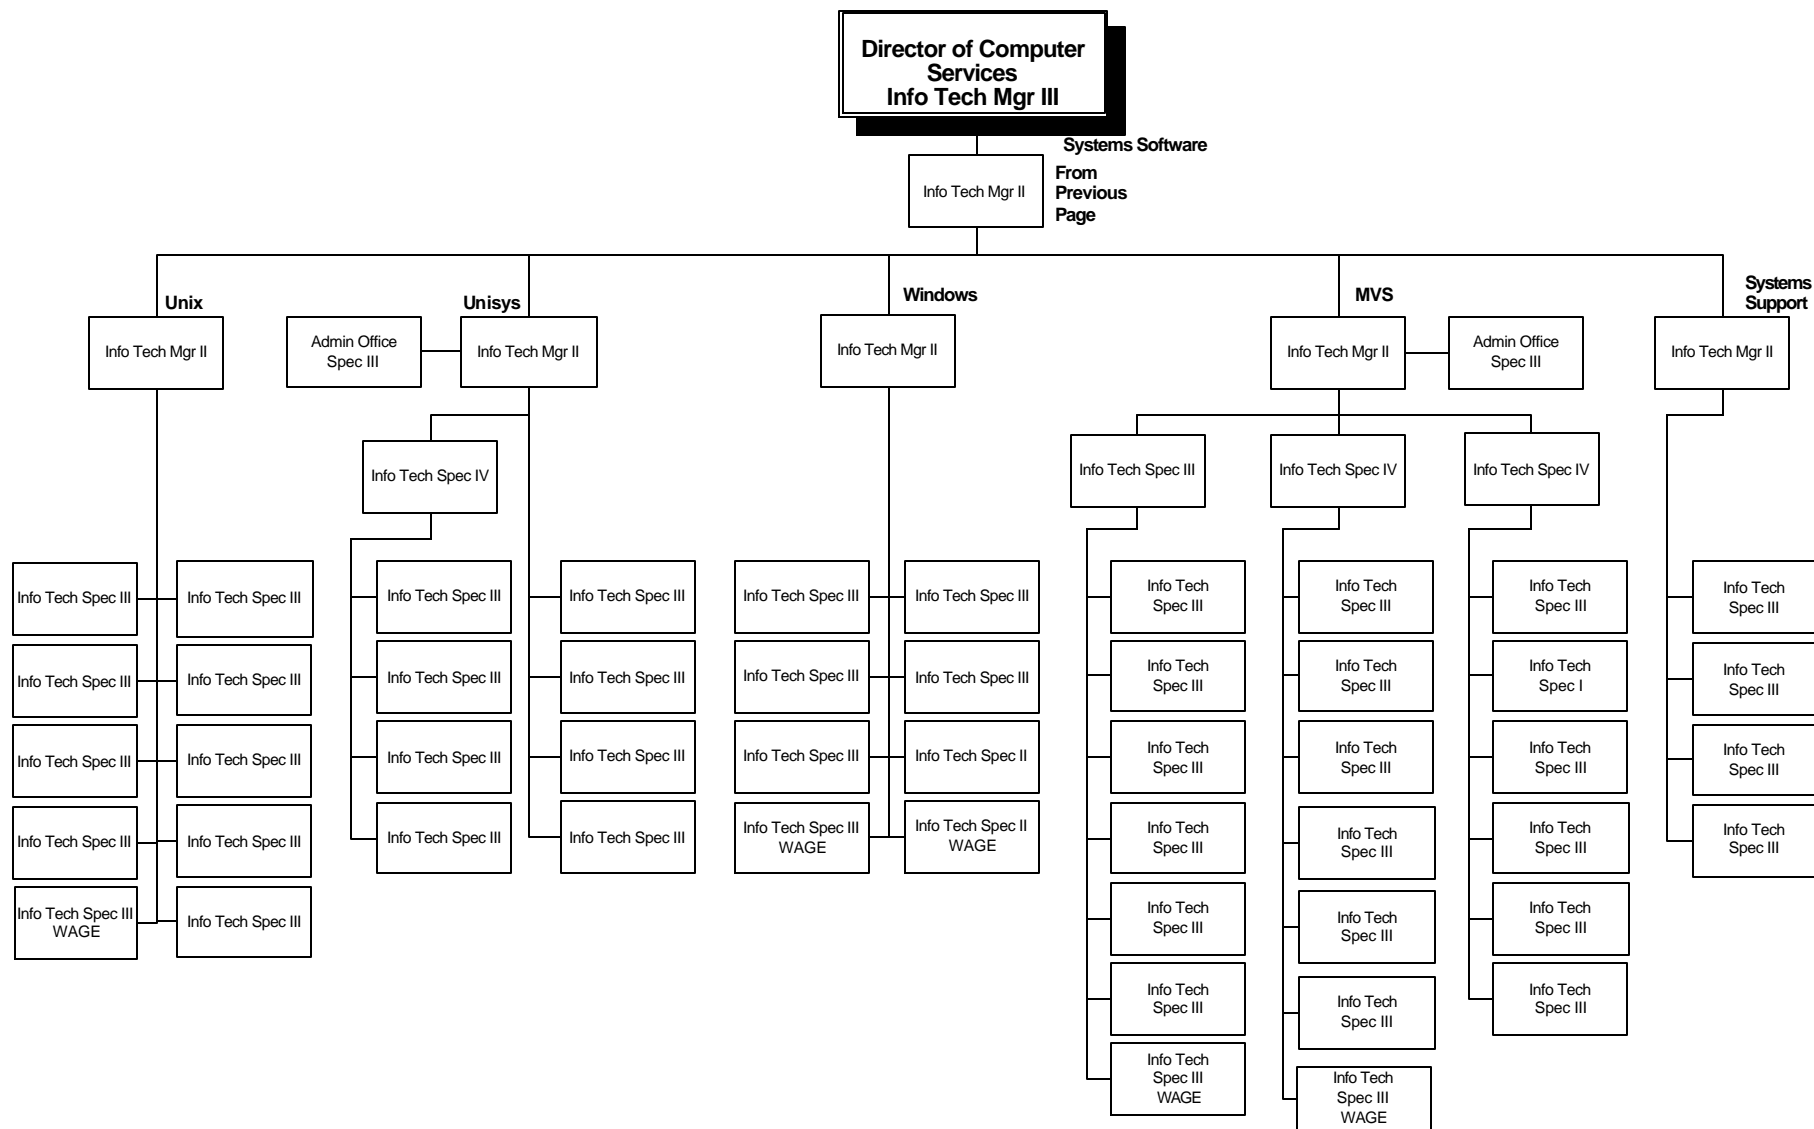 Director of Computer
Services
Info Tech Mgr III
Systems Software
Info Tech Mgr II
From
Previous
Page
Unix
Info Tech Mgr II
Admin Office
Spec III
Unisys
Info Tech Mgr II
Windows
Info Tech Mgr II
MVS
Info Tech Mgr II
Admin Office
Spec III
Systems
Support
Info Tech Mgr II
Info Tech Spec III
Info Tech Spec III
Info Tech Spec III
Info Tech Spec III
Info Tech Spec III
Info Tech Spec III
Info Tech Spec III
Info Tech Spec III
Info Tech Spec III
WAGE
Info Tech Spec III
Info Tech Spec IV
Info Tech Spec III
Info Tech Spec III
Info Tech Spec III
Info Tech Spec III
Info Tech Spec III
Info Tech Spec III
Info Tech Spec III
Info Tech Spec III
Info Tech Spec III
Info Tech Spec III
Info Tech Spec III
Info Tech Spec III
Info Tech Spec III
Info Tech Spec II
Info Tech Spec III
WAGE
Info Tech Spec II
WAGE
Info Tech Spec III
Info Tech
Spec III
Info Tech
Spec III
Info Tech
Spec III
Info Tech
Spec III
Info Tech
Spec III
Info Tech
Spec III
Info Tech
Spec III
WAGE
Info Tech Spec IV
Info Tech
Spec III
Info Tech
Spec III
Info Tech
Spec III
Info Tech
Spec III
Info Tech
Spec III
Info Tech
Spec III
Info Tech
Spec III
WAGE
Info Tech Spec IV
Info Tech
Spec III
Info Tech
Spec I
Info Tech
Spec III
Info Tech
Spec III
Info Tech
Spec III
Info Tech
Spec III
Info Tech
Spec III
Info Tech
Spec III
Info Tech
Spec III
Info Tech
Spec III